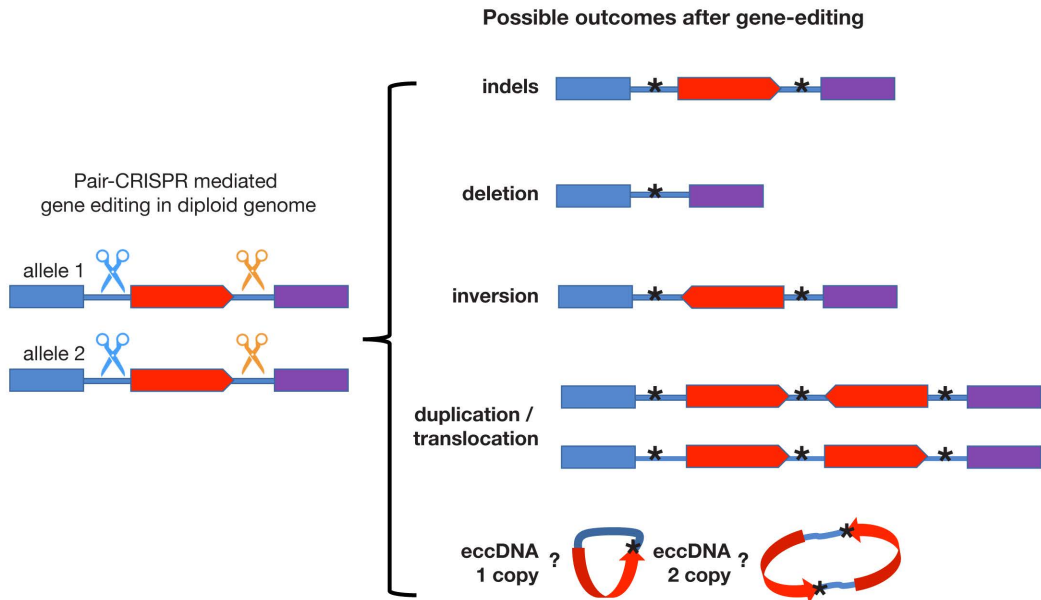 Possible outcomes after gene-editing
Pair-CRISPR mediated
gene editing in diploid genome
allele 1
allele 2
indels
*
*
deletion
*
inversion
*
*
duplication /
translocation
*
*
*
*
*
*
eccDNA
1 copy
?
*
eccDNA
2 copy
?
*
*